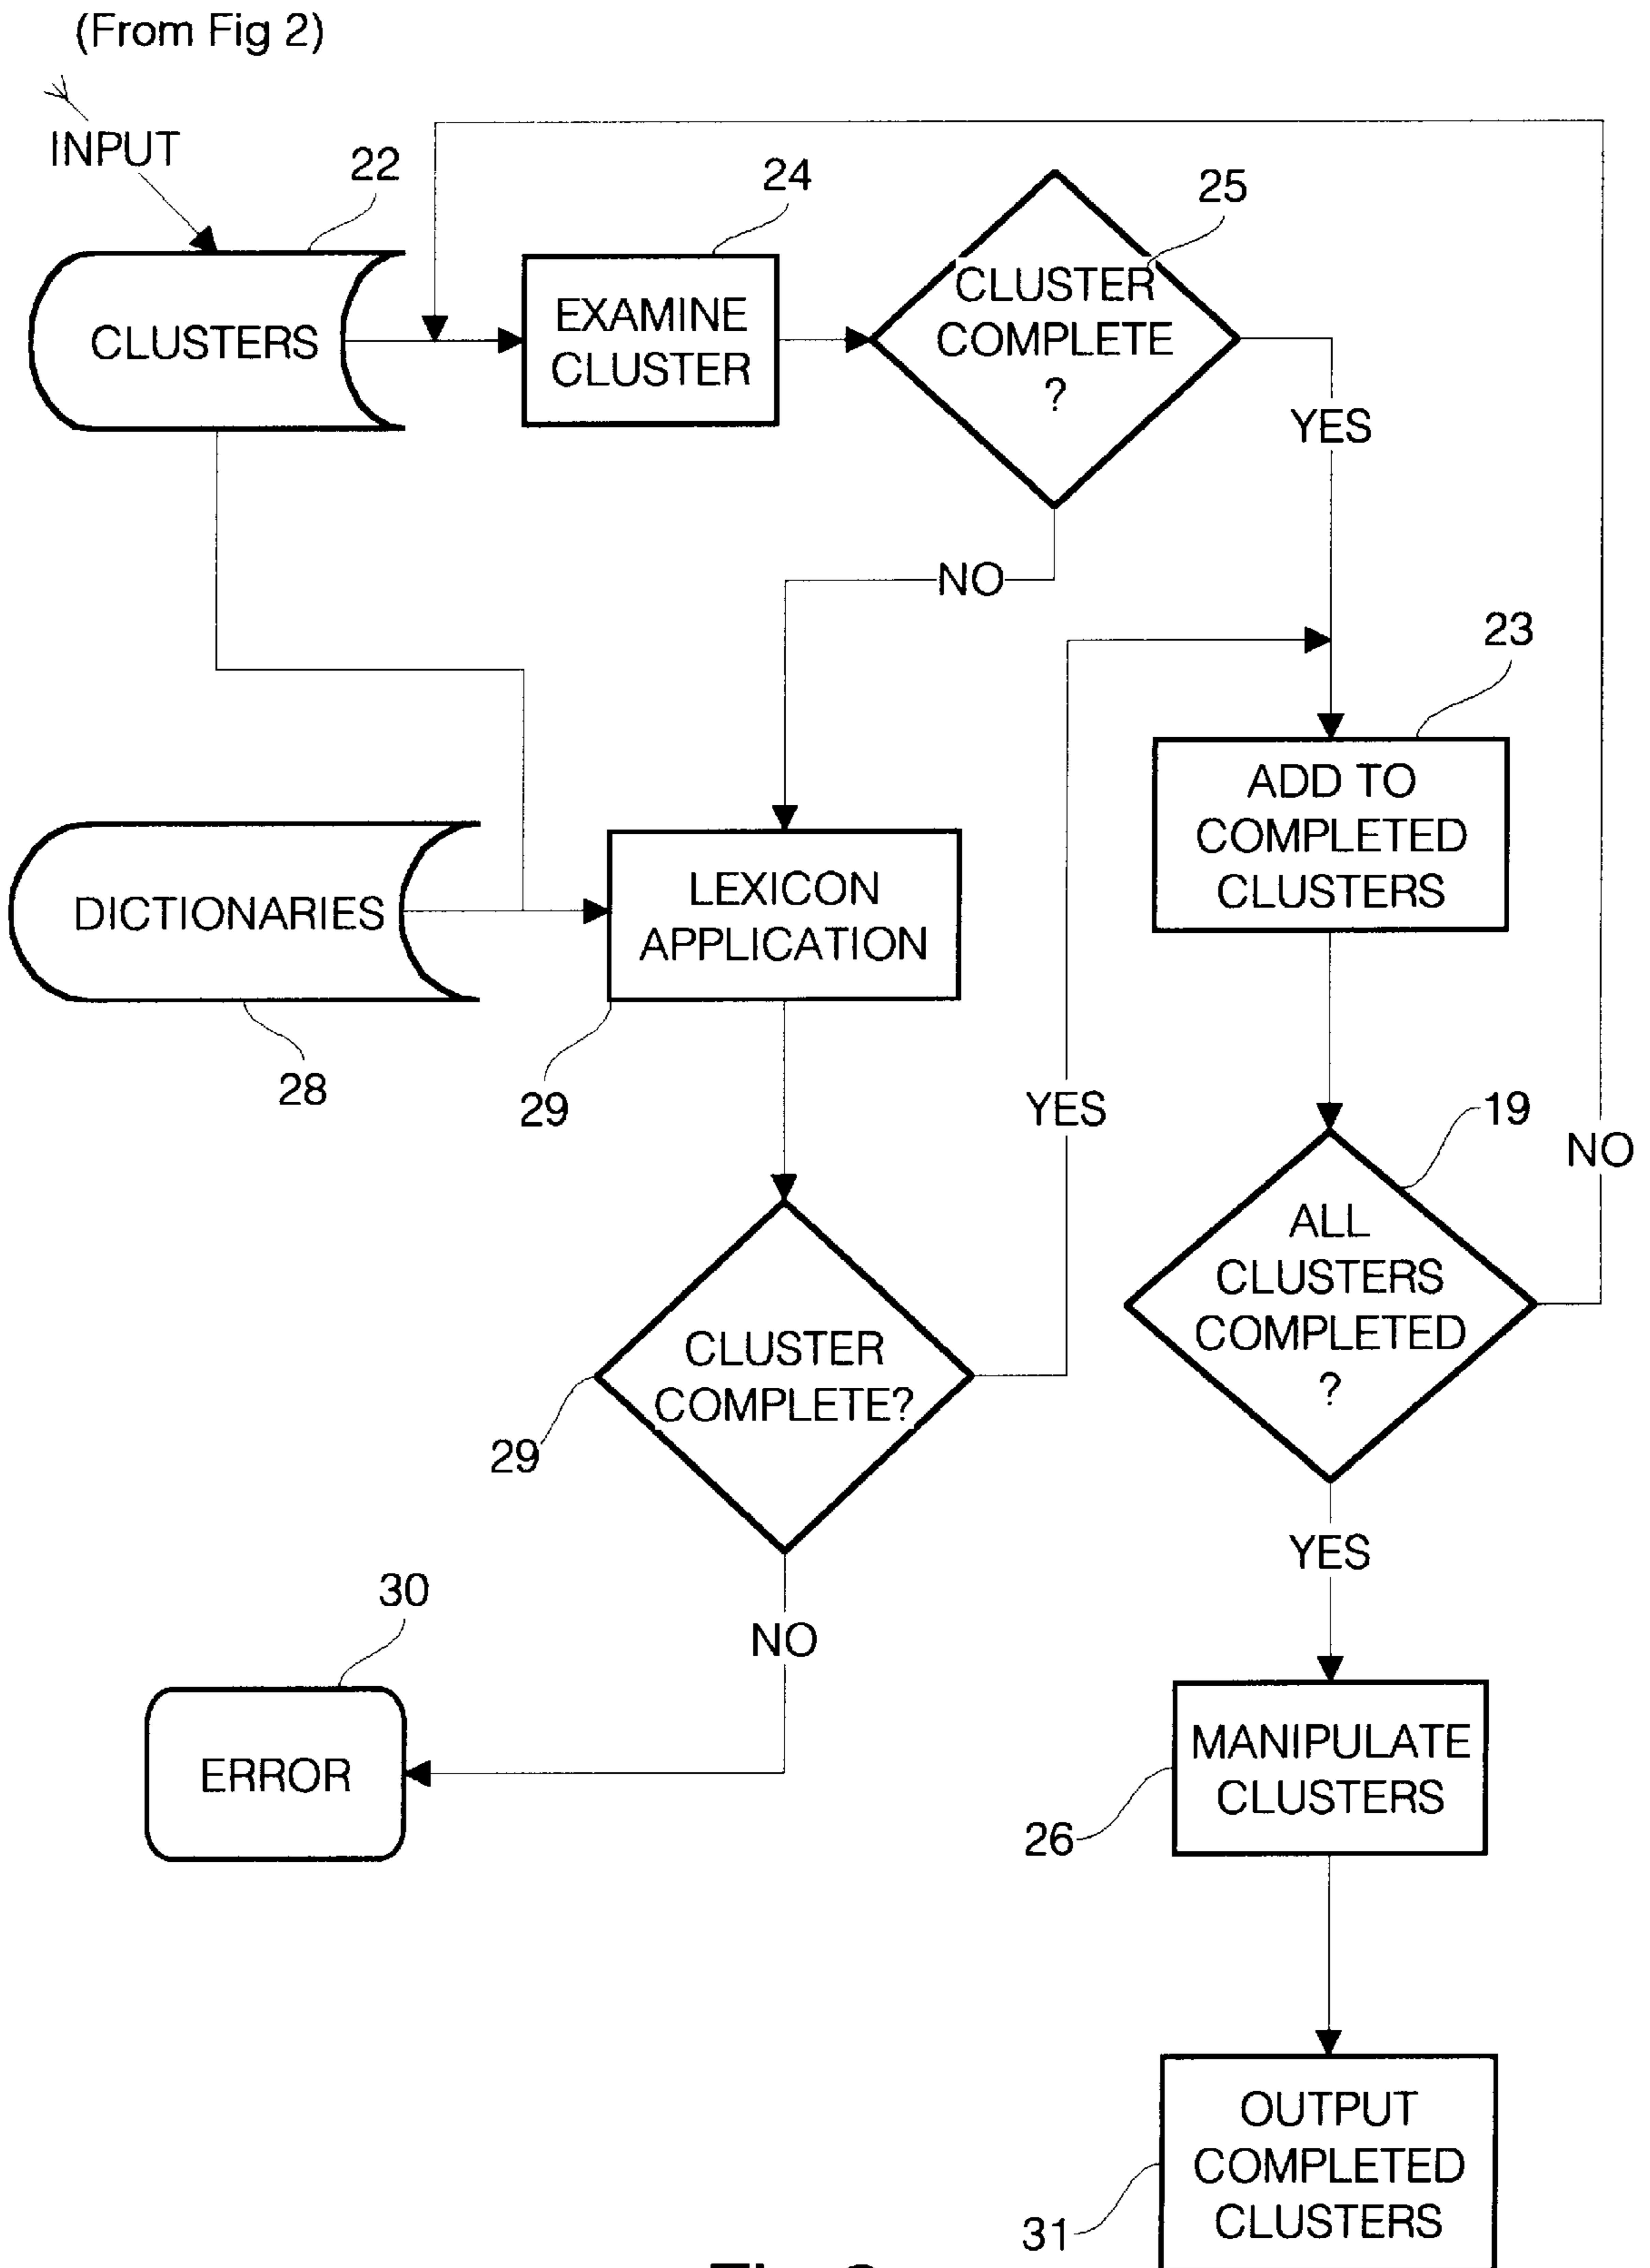 (From Fig 2)
INPUT
22
24
25
CLUSTERS
EXAMINE
CLUSTER
CLUSTER
COMPLETE
?
YES
NO
23
ADD TO
COMPLETED
CLUSTERS
DICTIONARIES
LEXICON
APPLICATION
28
29
YES
19
NO
ALL
CLUSTERS
COMPLETED
?
CLUSTER
COMPLETE?
29
YES
30
NO
ERROR
MANIPULATE
CLUSTERS
26
OUTPUT
COMPLETED
CLUSTERS
31